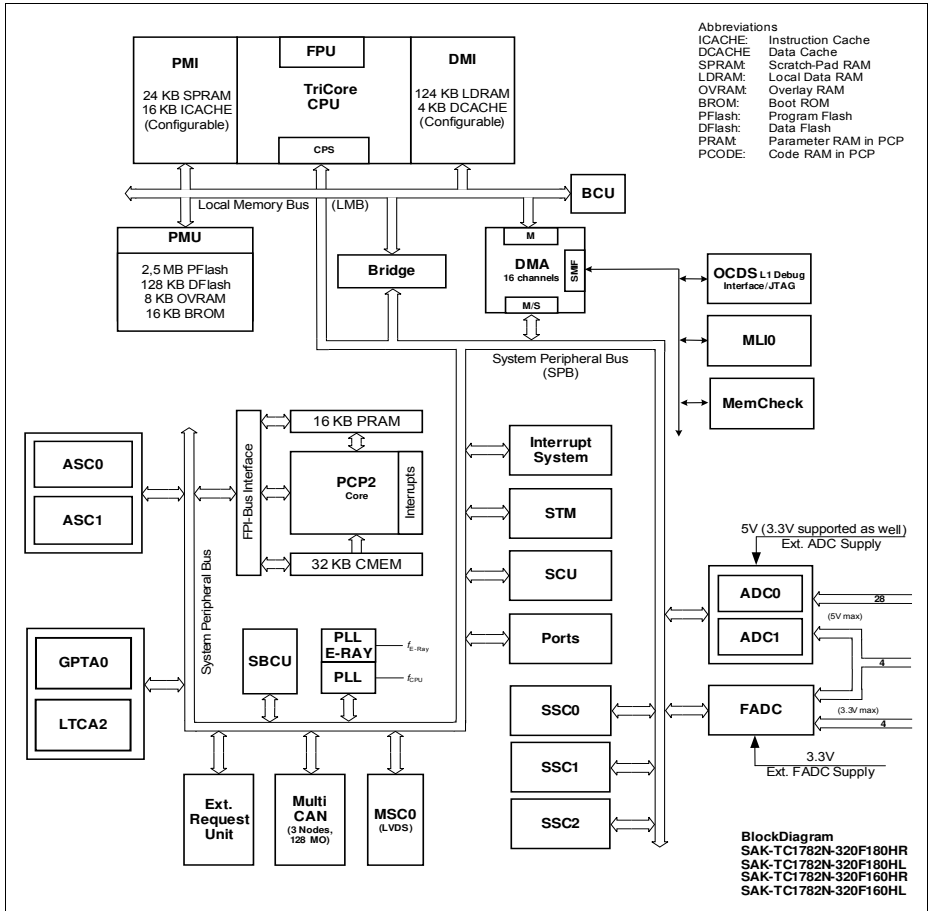 Abbreviations
ICACHE: Instruction Cache
DCACHE Data Cache
SPRAM: Scratch-Pad RAM
LDRAM: Local Data RAM
OVRAM: Overlay RAM
BROM: Boot ROM
PFlash: Program Flash
DFlash: Data Flash
PRAM: Parameter RAM in PCP
PCODE: Code RAM in PCP
PMI
24 KB SPRAM
16 KB ICACHE
(Configurable)
FPU
TriCore
CPU
CPS
DMI
124 KB LDRAM
4 KB DCACHE
(Configurable)
Local Memory Bus (LMB)
BCU
PMU
2,5 MB PFlash
128 KB DFlash
8 KB OVRAM
16 KB BROM
Bridge
M
DMA
16 channels
SMIF
M/S
OCDS L1 Debug
Interface/JTAG
MLI0
MemCheck
System Peripheral Bus
(SPB)
ASC0
ASC1
FPI-Bus Interface
16 KB PRAM
PCP2
Core
Interrupts
32 KB CMEM
System Peripheral Bus
Interrupt
System
STM
SCU
Ports
5V (3.3V supported as well)
Ext. ADC Supply
ADC0
28
(5V max)
ADC1
4
GPTA0
LTCA2
SBCU
PLL
E-RAY
fE-Ray
PLL
fCPU
SSC0
SSC1
SSC2
FADC
(3.3V max)
4
3.3V
Ext. FADC Supply
Ext.
Request
Unit
Multi
CAN
(3 Nodes,
128 MO)
MSC0
(LVDS)
BlockDiagram
SAK-TC1782N-320F180HR
SAK-TC1782N-320F180HL
SAK-TC1782N-320F160HR
SAK-TC1782N-320F160HL